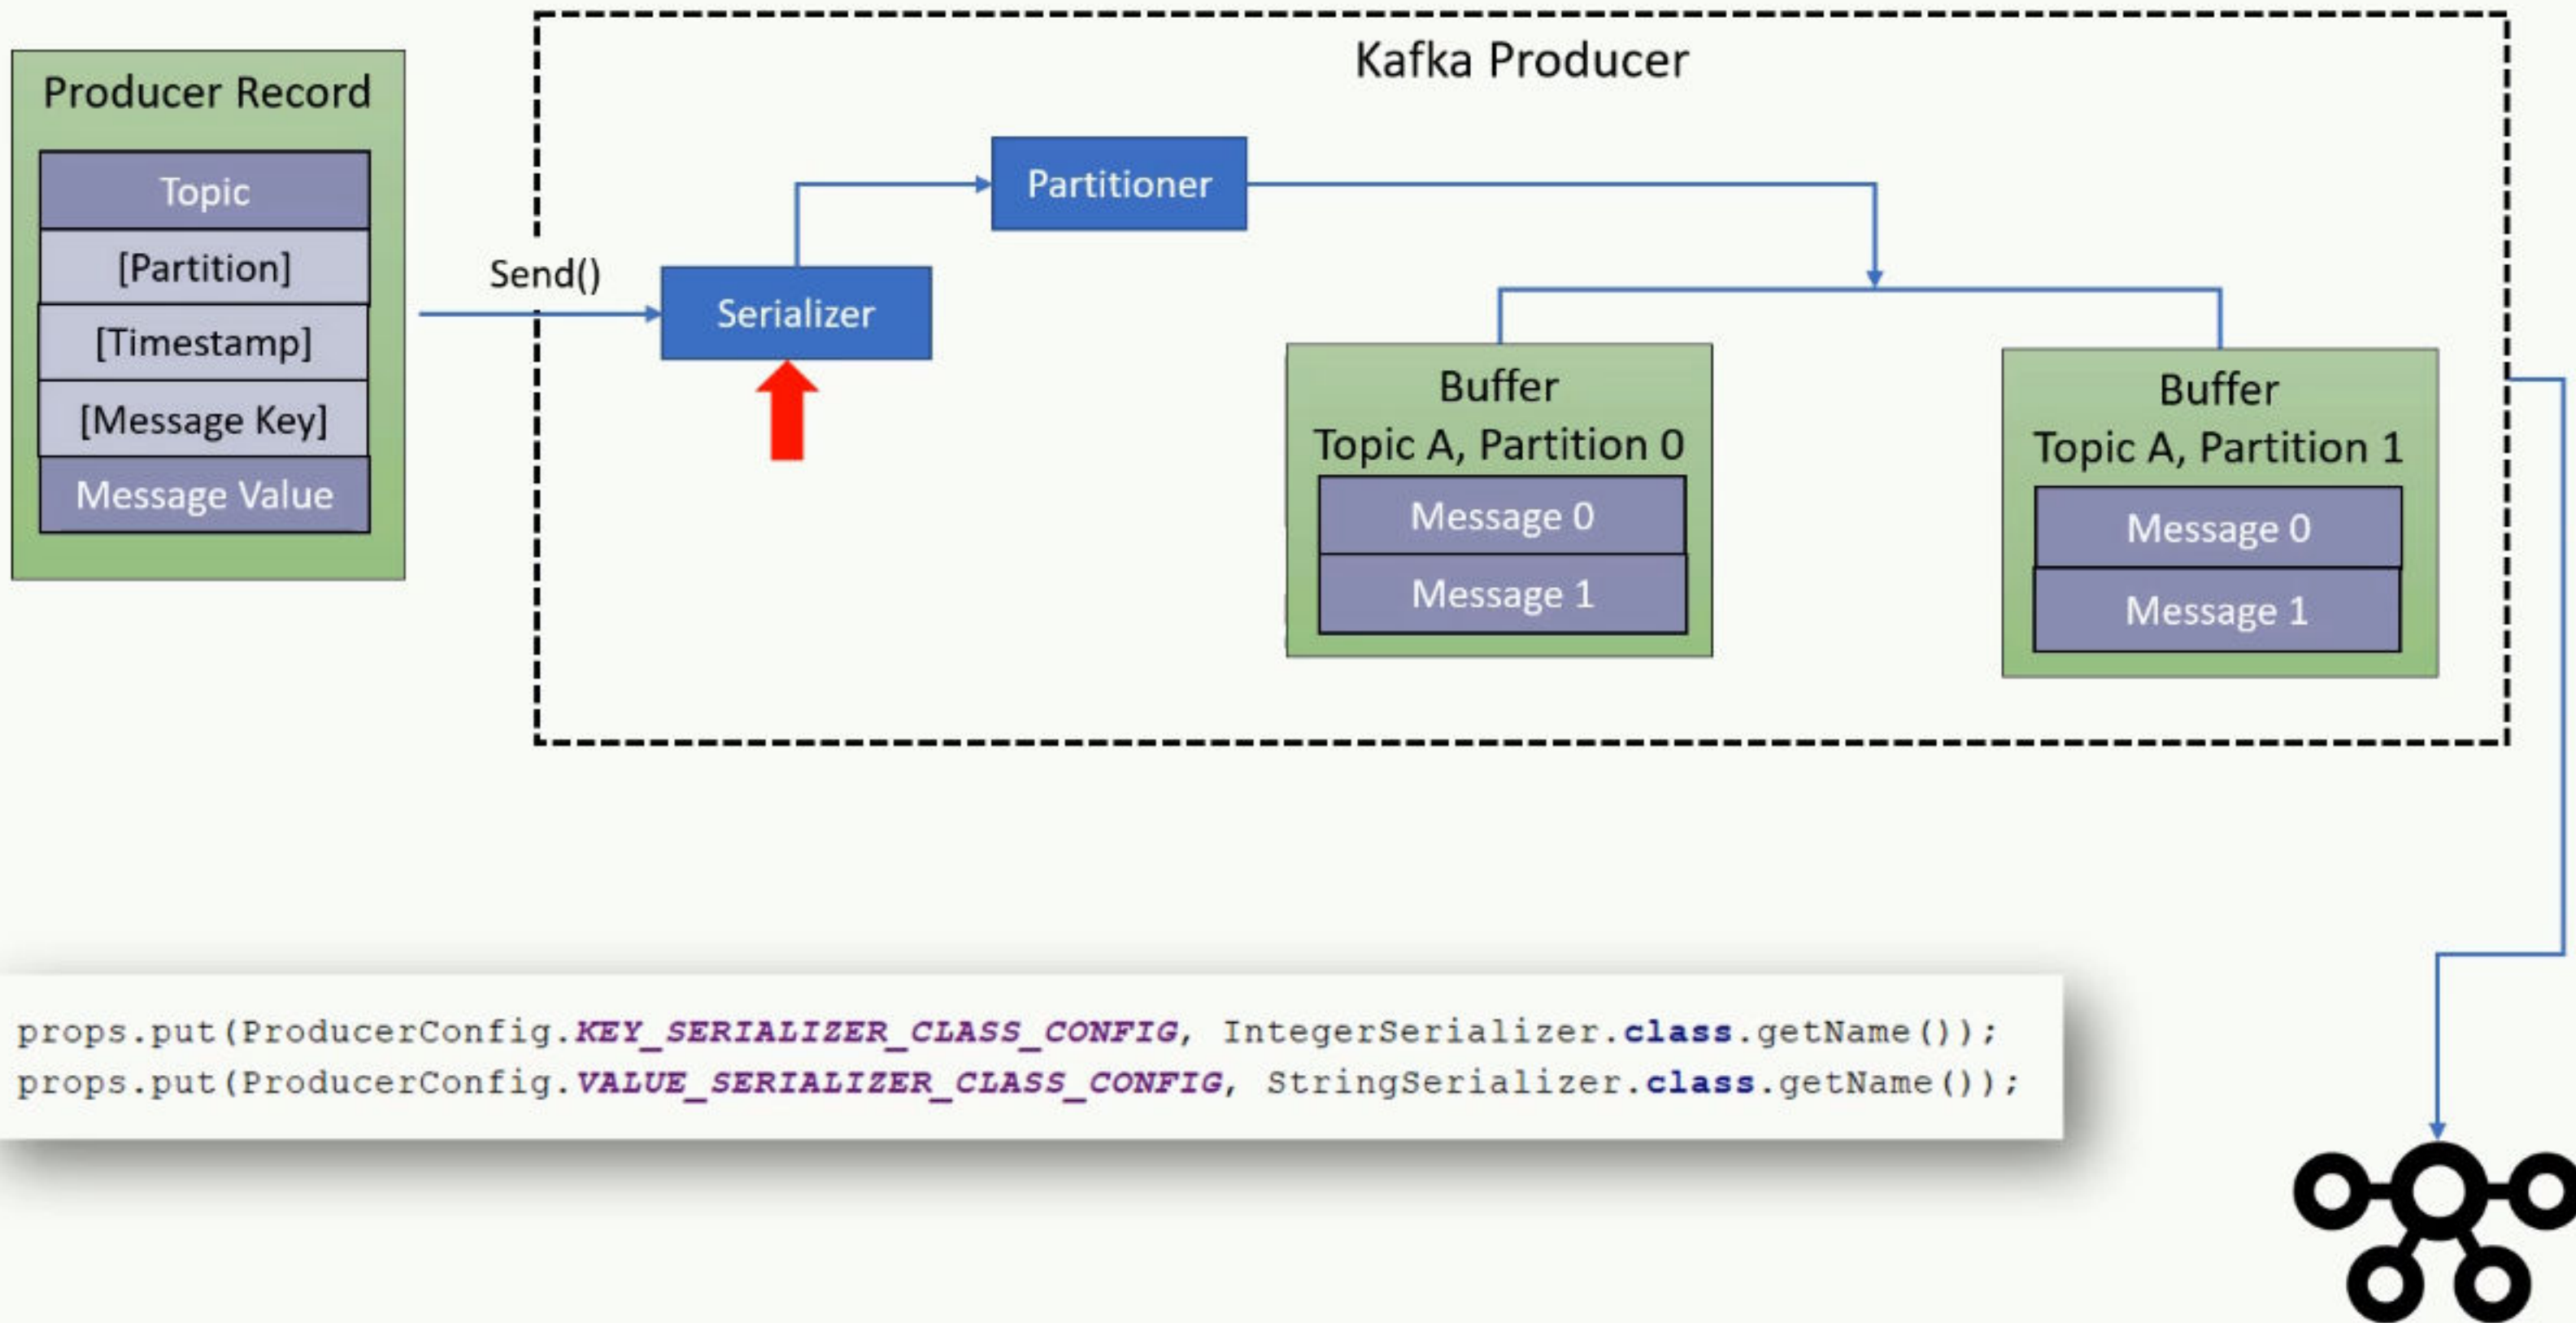 Kafka Producer
Producer Record
Topic
[Partition]
[Timestamp]
[Message Key]
Message Value
Send()
Serializer
Partitioner
Buffer
Topic A, Partition 0
Message 0
Message 1
Buffer
Topic A, Partition 1
Message 0
Message 1
props.put(ProducerConfig.KEY_SERIALIZER_CLASS_CONFIG, IntegerSerializer.class.getName());
props.put(ProducerConfig.VALUE_SERIALIZER_CLASS_CONFIG, StringSerializer.class.getName());